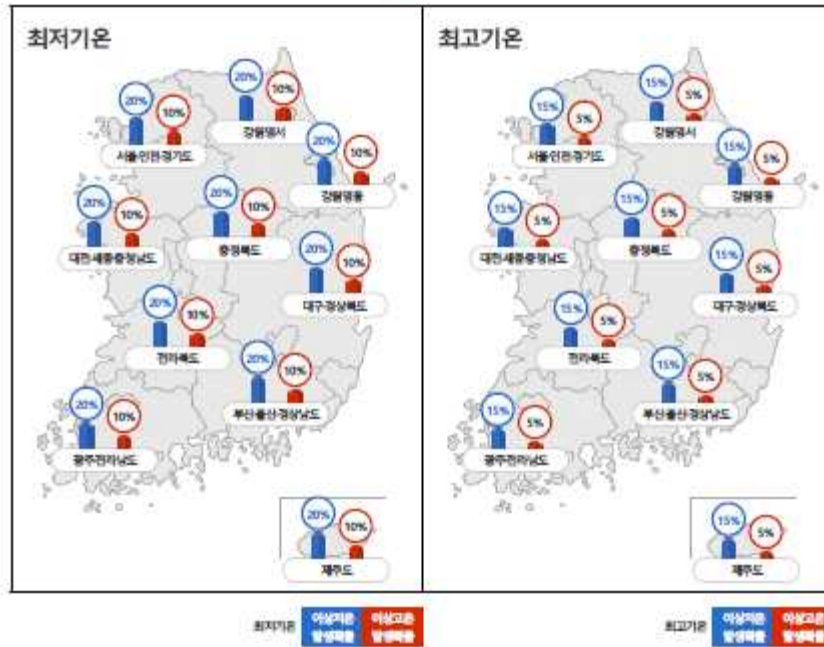 최저기온
20%
10%
강원영서
20%
10%
서울·인천·경기도
20%
10%
강원영동
20%
10%
대전·세종·충청남도
20%
10%
충청북도
20%
10%
대구·경상북도
20%
10%
전라북도
20%
10%
부산·울산·경상남도
20%
10%
광주·전라남도
20%
10%
제주도
최저기온
이상저온 이상고온
발생확률 발생확률
최고기온
15%
5%
강원영서
15%
5%
서울·인천·경기도
15%
5%
강원영동
15%
5%
대전·세종·충청남도
15%
5%
충청북도
15%
5%
대구·경상북도
15%
5%
전라북도
15%
5%
부산·울산·경상남도
15%
5%
광주·전라남도
15%
5%
제주도
최고기온
이상저온 이상고온
발생확률 발생확률